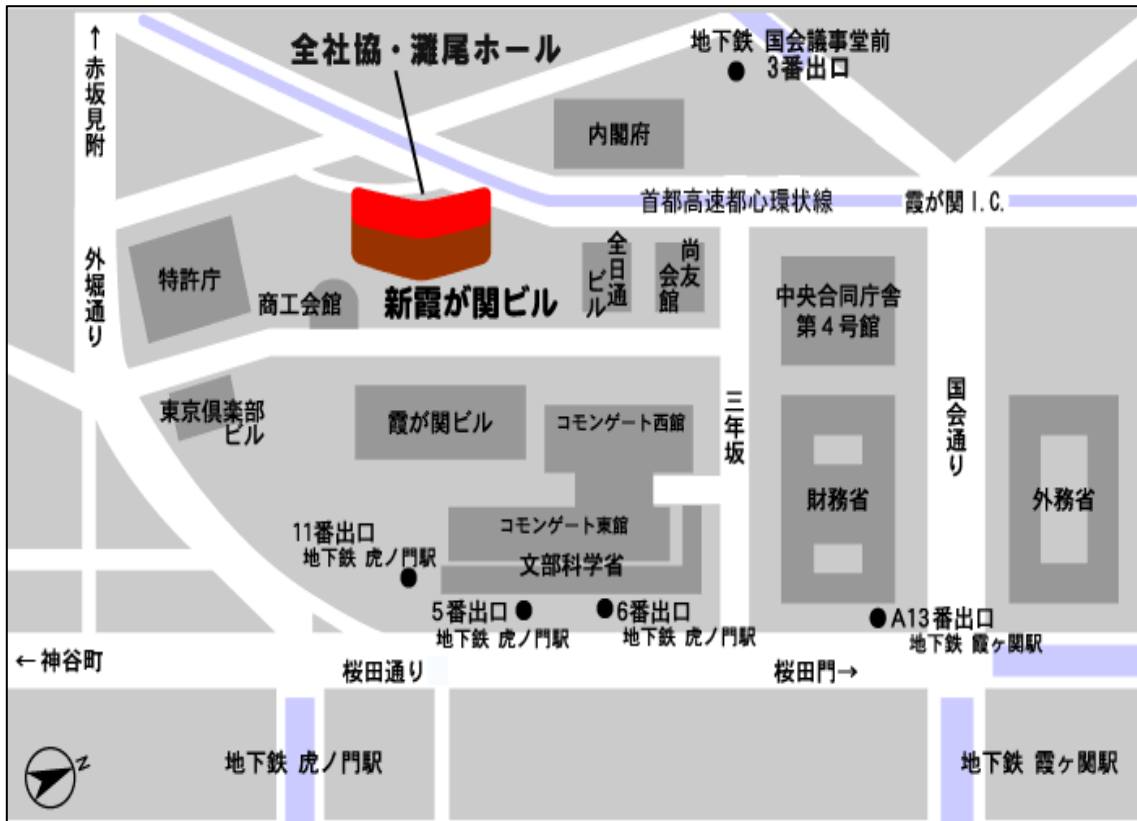 ↑赤坂見附
全社協・灘尾ホール
地下鉄 国会議事堂前
3番出口
内閣府
首都高速都心環状線
霞が関 I.C.
外堀通り
特許庁
商工会館
新霞が関ビル
全日通
ビル
尚友
会館
中央合同庁舎
第4号館
東京倶楽部
ビル
霞が関ビル
コモンゲート西館
三年坂
国会通り
財務省
外務省
11番出口
地下鉄 虎ノ門駅
コモンゲート東館
文部科学省
5番出口
地下鉄 虎ノ門駅
6番出口
地下鉄 虎ノ門駅
A13番出口
地下鉄 霞ヶ関駅
←神谷町
桜田通り
桜田門→
N
地下鉄 虎ノ門駅
地下鉄 霞ヶ関駅